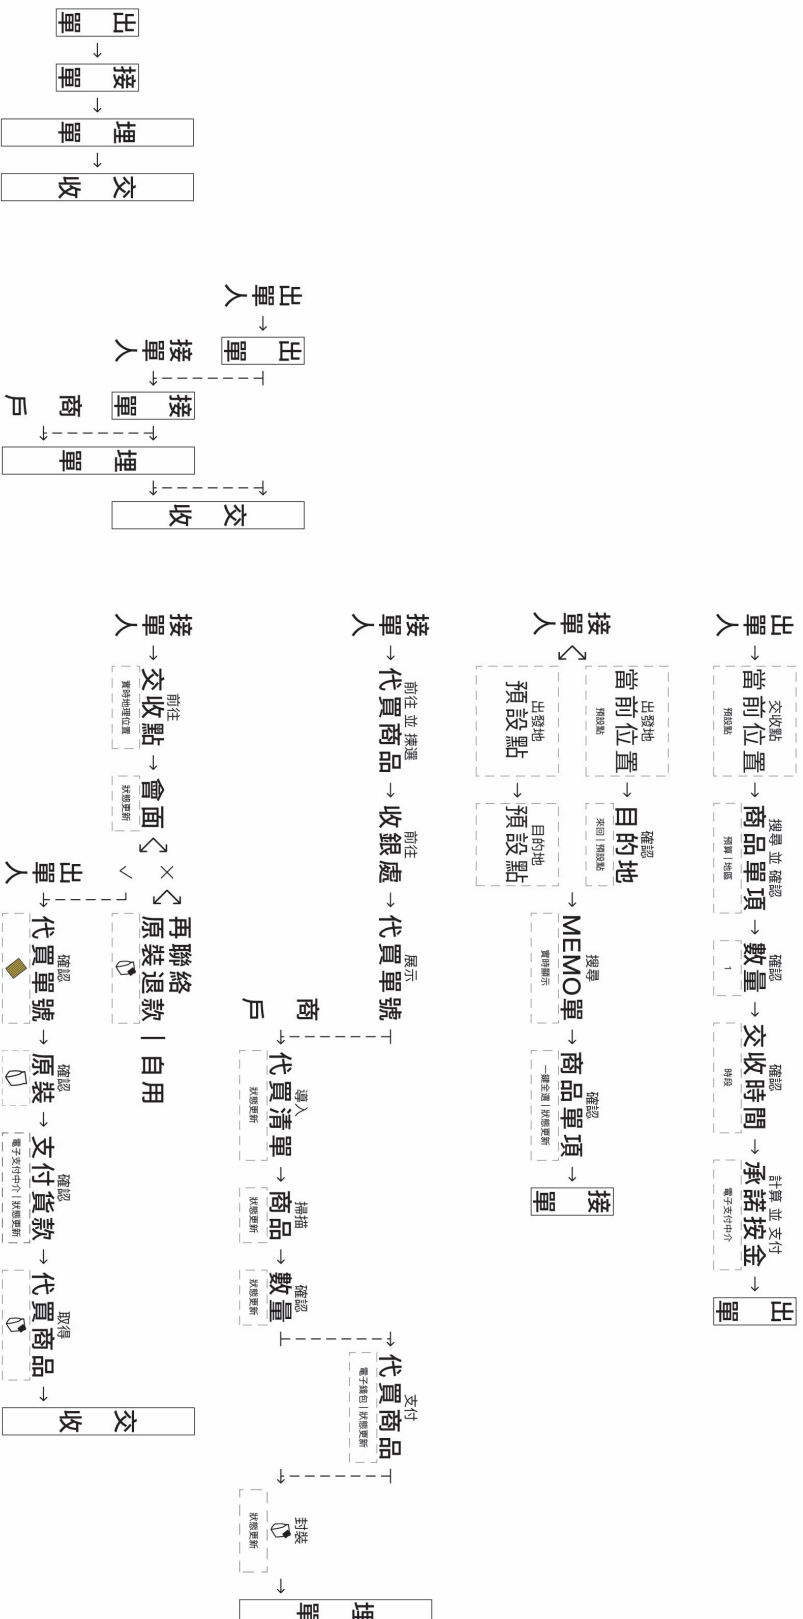 出單
→
接單
→
埋單
→
交收
出單人
→
出單
接單人
接單
商戶
埋單
交收
出單人
→
交收點
當前位置
預設點
→
搜尋 並 確認
商品單項
預算 | 地區
→
確認
數量
1
→
確認
交收時間
時段
→
計算 並 支付
承諾按金
電子支付中介
→
出單
接單人
出發地
當前位置
預設點
→
確認
目的地
來回 | 預設點
出發地
預設點
→
目的地
預設點
→
搜尋
MEMO單
實時顯示
→
確認
商品單項
一鍵全選 | 狀態更新
→
接單
接單人
→
前往 並 揀選
代買商品
→
前往
收銀處
→
展示
代買單號
商戶
導入
代買清單
狀態更新
→
掃描
商品
狀態更新
→
確認
數量
狀態更新
支付
代買商品
電子錢包 | 狀態更新
封裝
狀態更新
→
埋單
接單人
→
前往
交收點
實時地理位置
→
會面
狀態更新
×
再聯絡
原裝退款 | 自用
✓
出單人
確認
代買單號
→
確認
原裝
→
確認
支付貨款
電子支付中介 | 狀態更新
→
取得
代買商品
→
交收